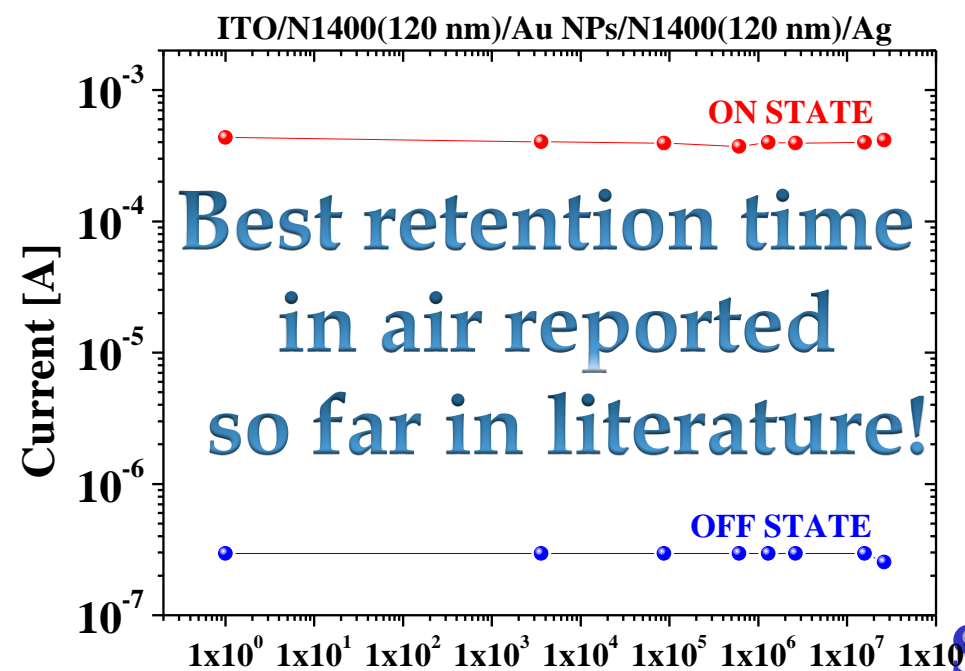 ITO/N1400(120 nm)/Au NPs/N1400(120 nm)/Ag
10⁻³
ON STATE
10⁻⁴
Best retention time
in air reported
10⁻⁵
so far in literature!
10⁻⁶
OFF STATE
10⁻⁷
Current [A]
1x10⁰ 1x10¹ 1x10² 1x10³ 1x10⁴ 1x10⁵ 1x10⁶ 1x10⁷ 1x10